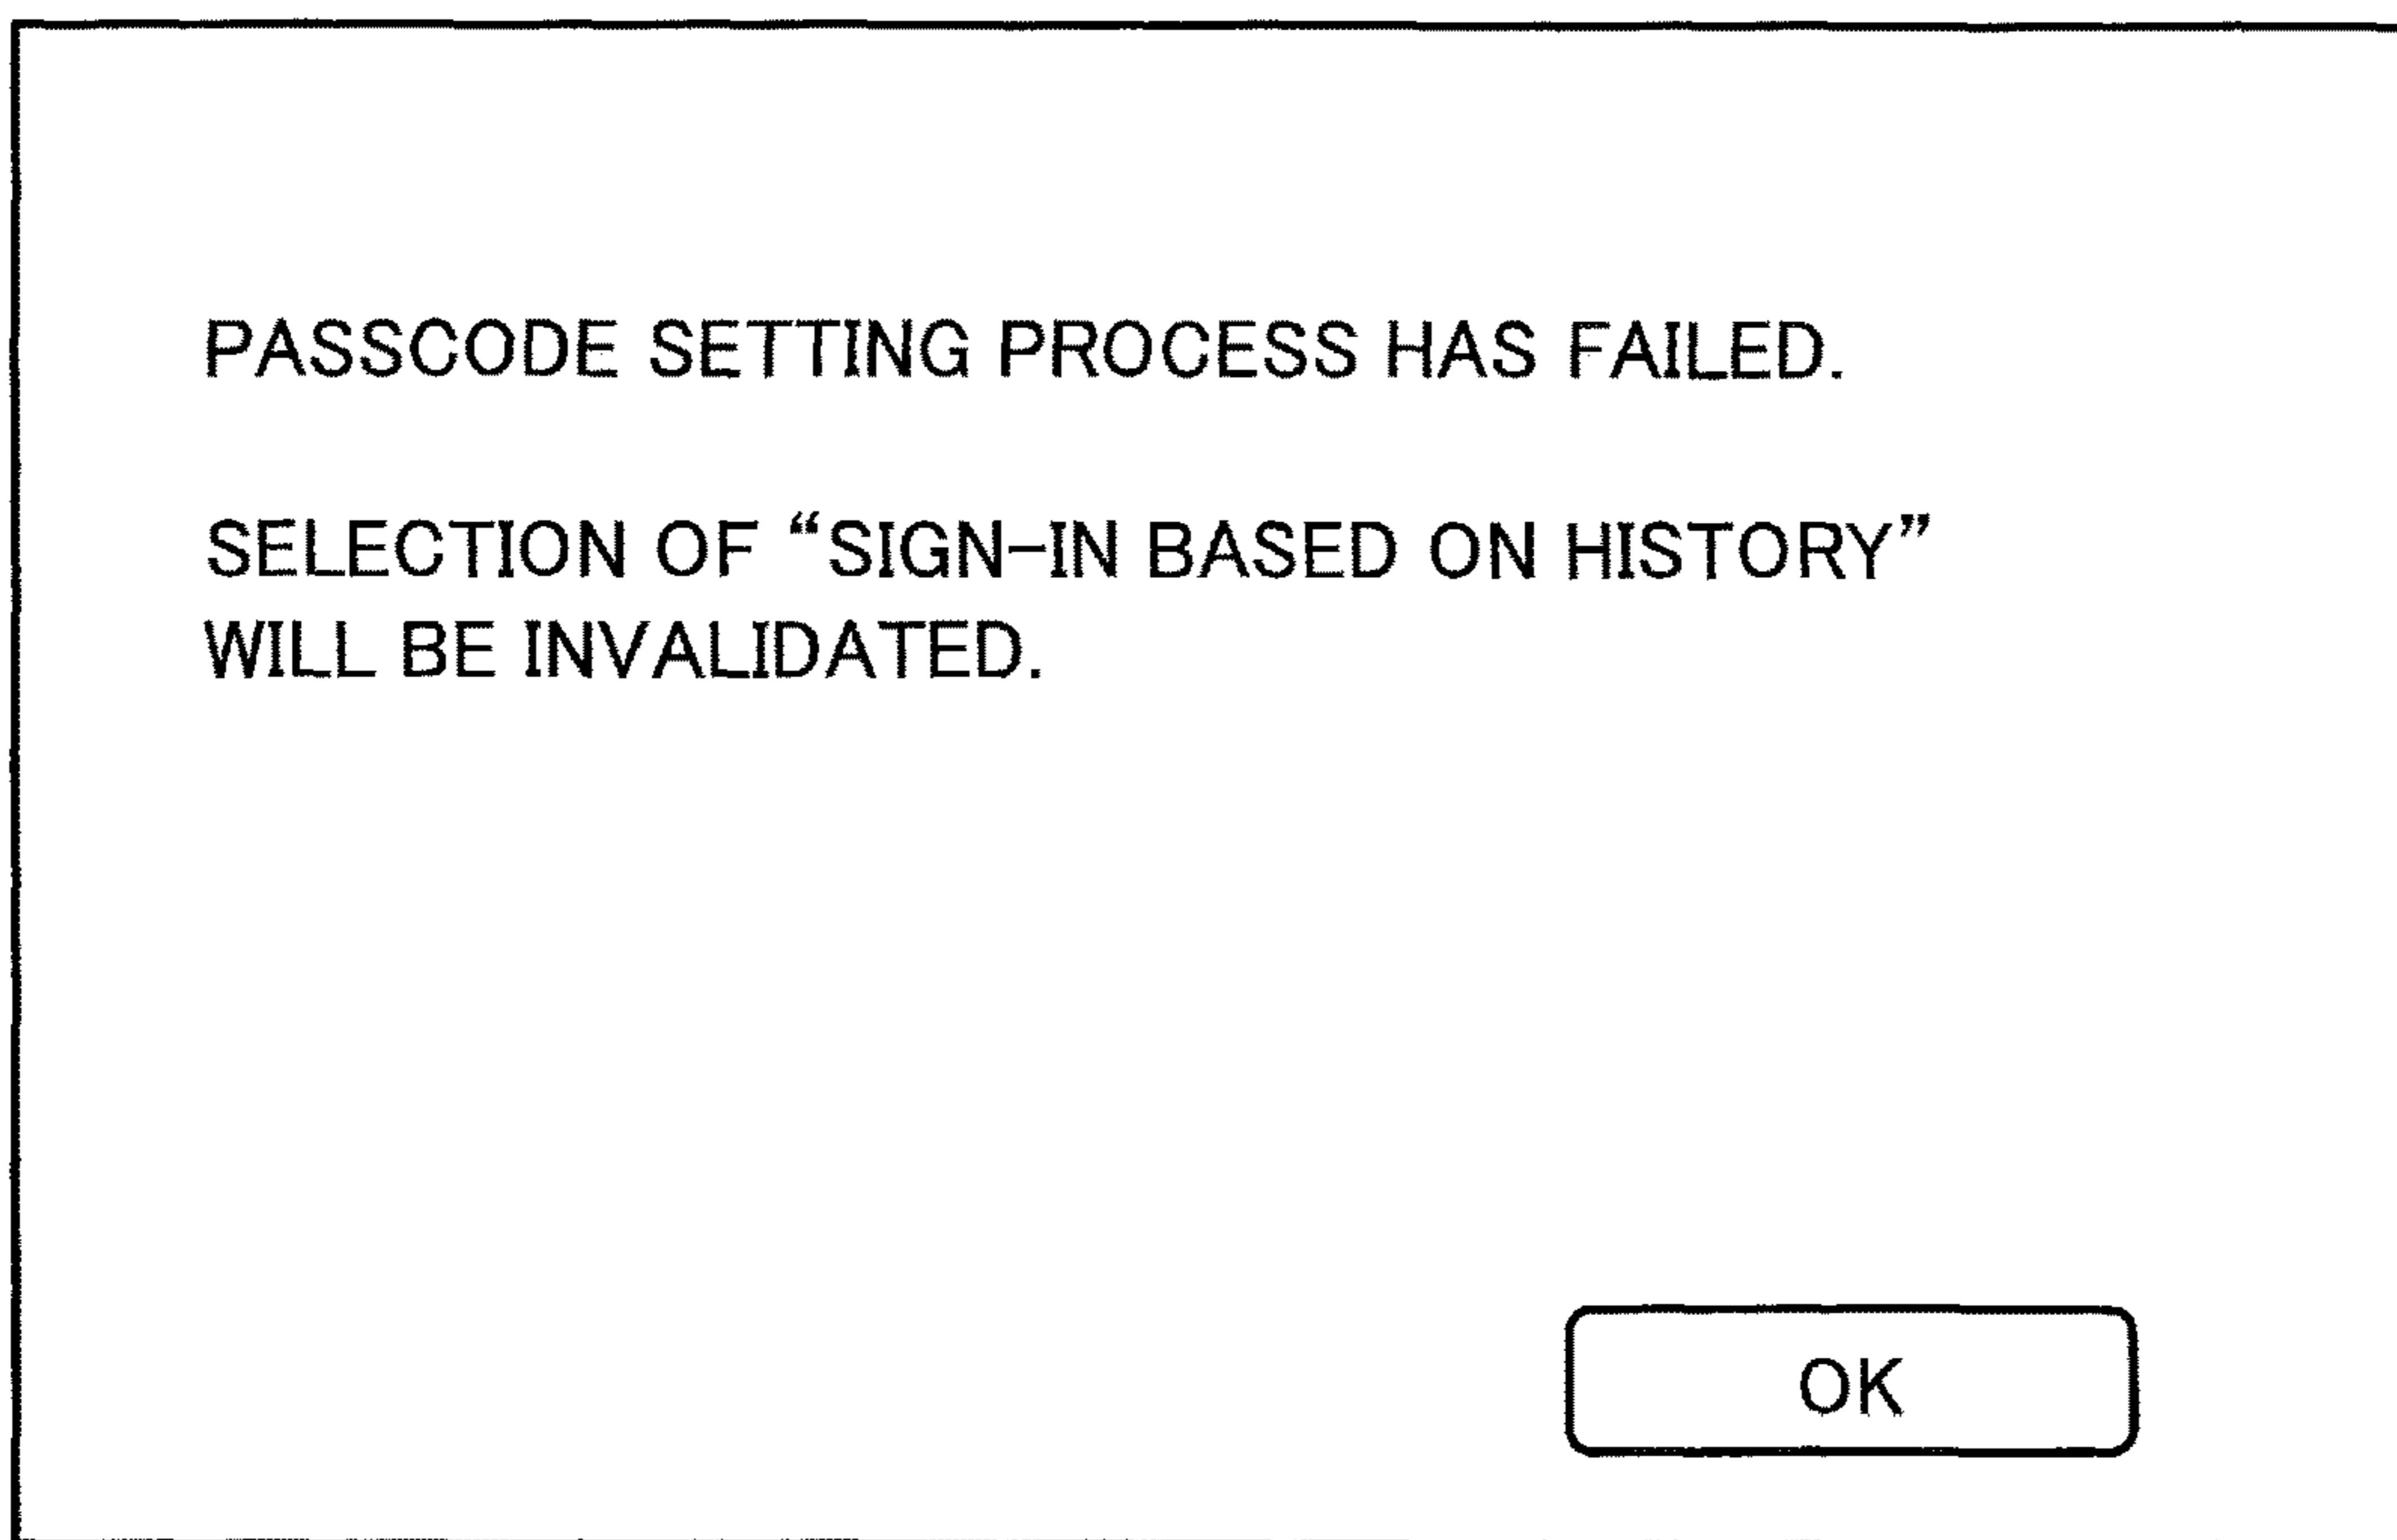 PASSCODE SETTING PROCESS HAS FAILED.
SELECTION OF “SIGN-IN BASED ON HISTORY”
WILL BE INVALIDATED.
OK